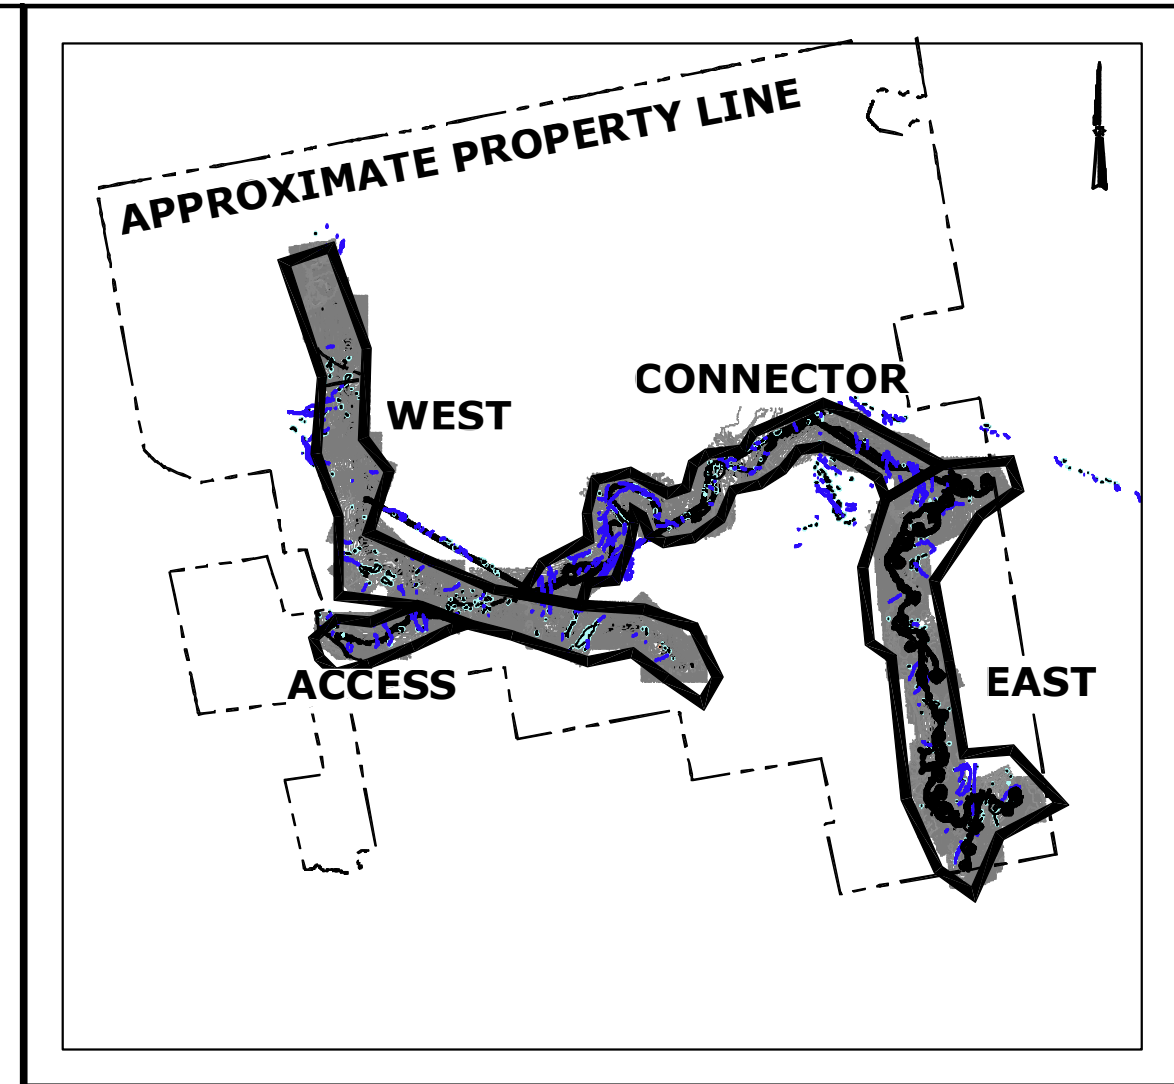 APPROXIMATE PROPERTY LINE
CONNECTOR
WEST
EAST
ACCESS